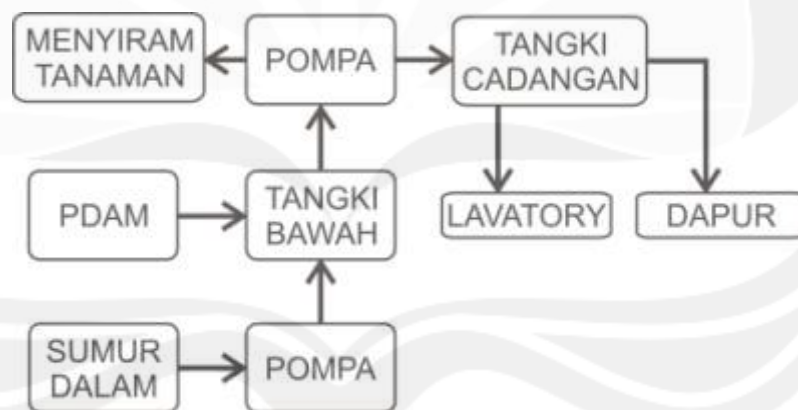 MENYIRAM
TANAMAN
POMPA
TANGKI
CADANGAN
PDAM
TANGKI
BAWAH
LAVATORY
DAPUR
SUMUR
DALAM
POMPA